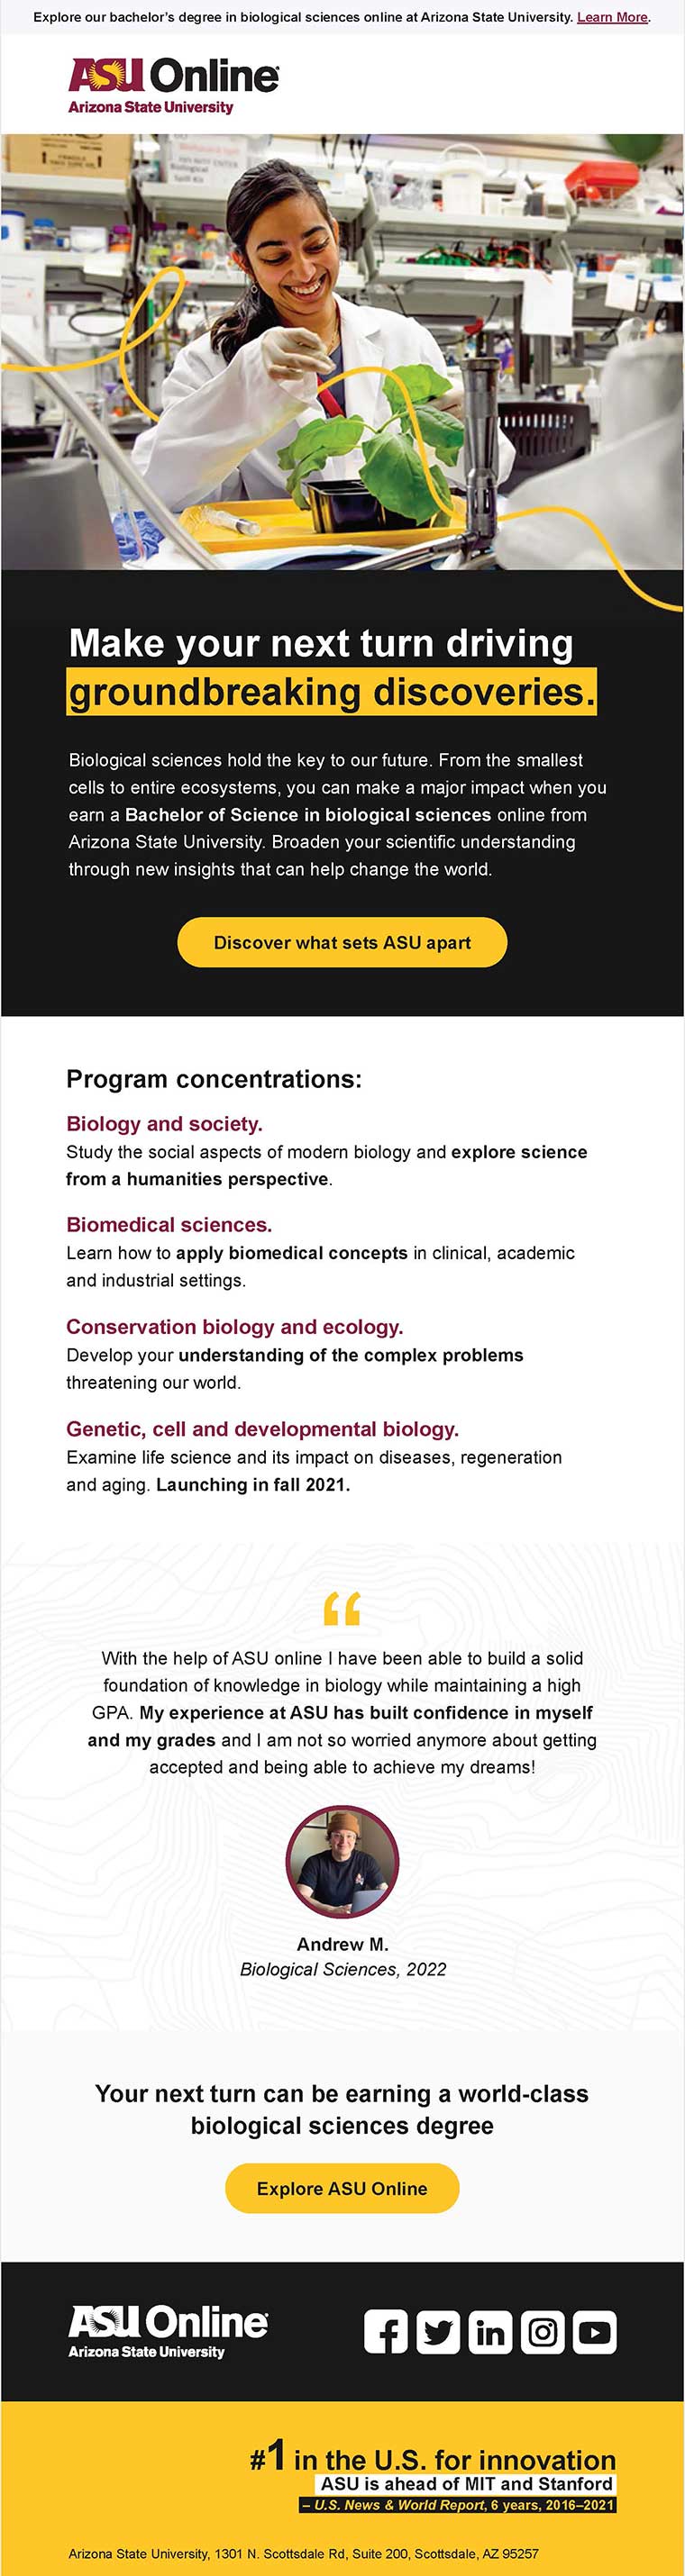 Explore our bachelor's degree in biological sciences online at Arizona State University. Learn More.
ASU Online
Arizona State University
Make your next turn driving
groundbreaking discoveries.
Biological sciences hold the key to our future. From the smallest
cells to entire ecosystems, you can make a major impact when you
earn a Bachelor of Science in biological sciences online from
Arizona State University. Broaden your scientific understanding
through new insights that can help change the world.
Discover what sets ASU apart
Program concentrations:
Biology and society.
Study the social aspects of modern biology and explore science
from a humanities perspective.
Biomedical sciences.
Learn how to apply biomedical concepts in clinical, academic
and industrial settings.
Conservation biology and ecology.
Develop your understanding of the complex problems
threatening our world.
Genetic, cell and developmental biology.
Examine life science and its impact on diseases, regeneration
and aging. Launching in fall 2021.
“
With the help of ASU online I have been able to build a solid
foundation of knowledge in biology while maintaining a high
GPA. My experience at ASU has built confidence in myself
and my grades and I am not so worried anymore about getting
accepted and being able to achieve my dreams!
Andrew M.
Biological Sciences, 2022
Your next turn can be earning a world-class
biological sciences degree
Explore ASU Online
ASU Online
Arizona State University
#1 in the U.S. for innovation
ASU is ahead of MIT and Stanford
– U.S. News & World Report, 6 years, 2016–2021
Arizona State University, 1301 N. Scottsdale Rd, Suite 200, Scottsdale, AZ 95257